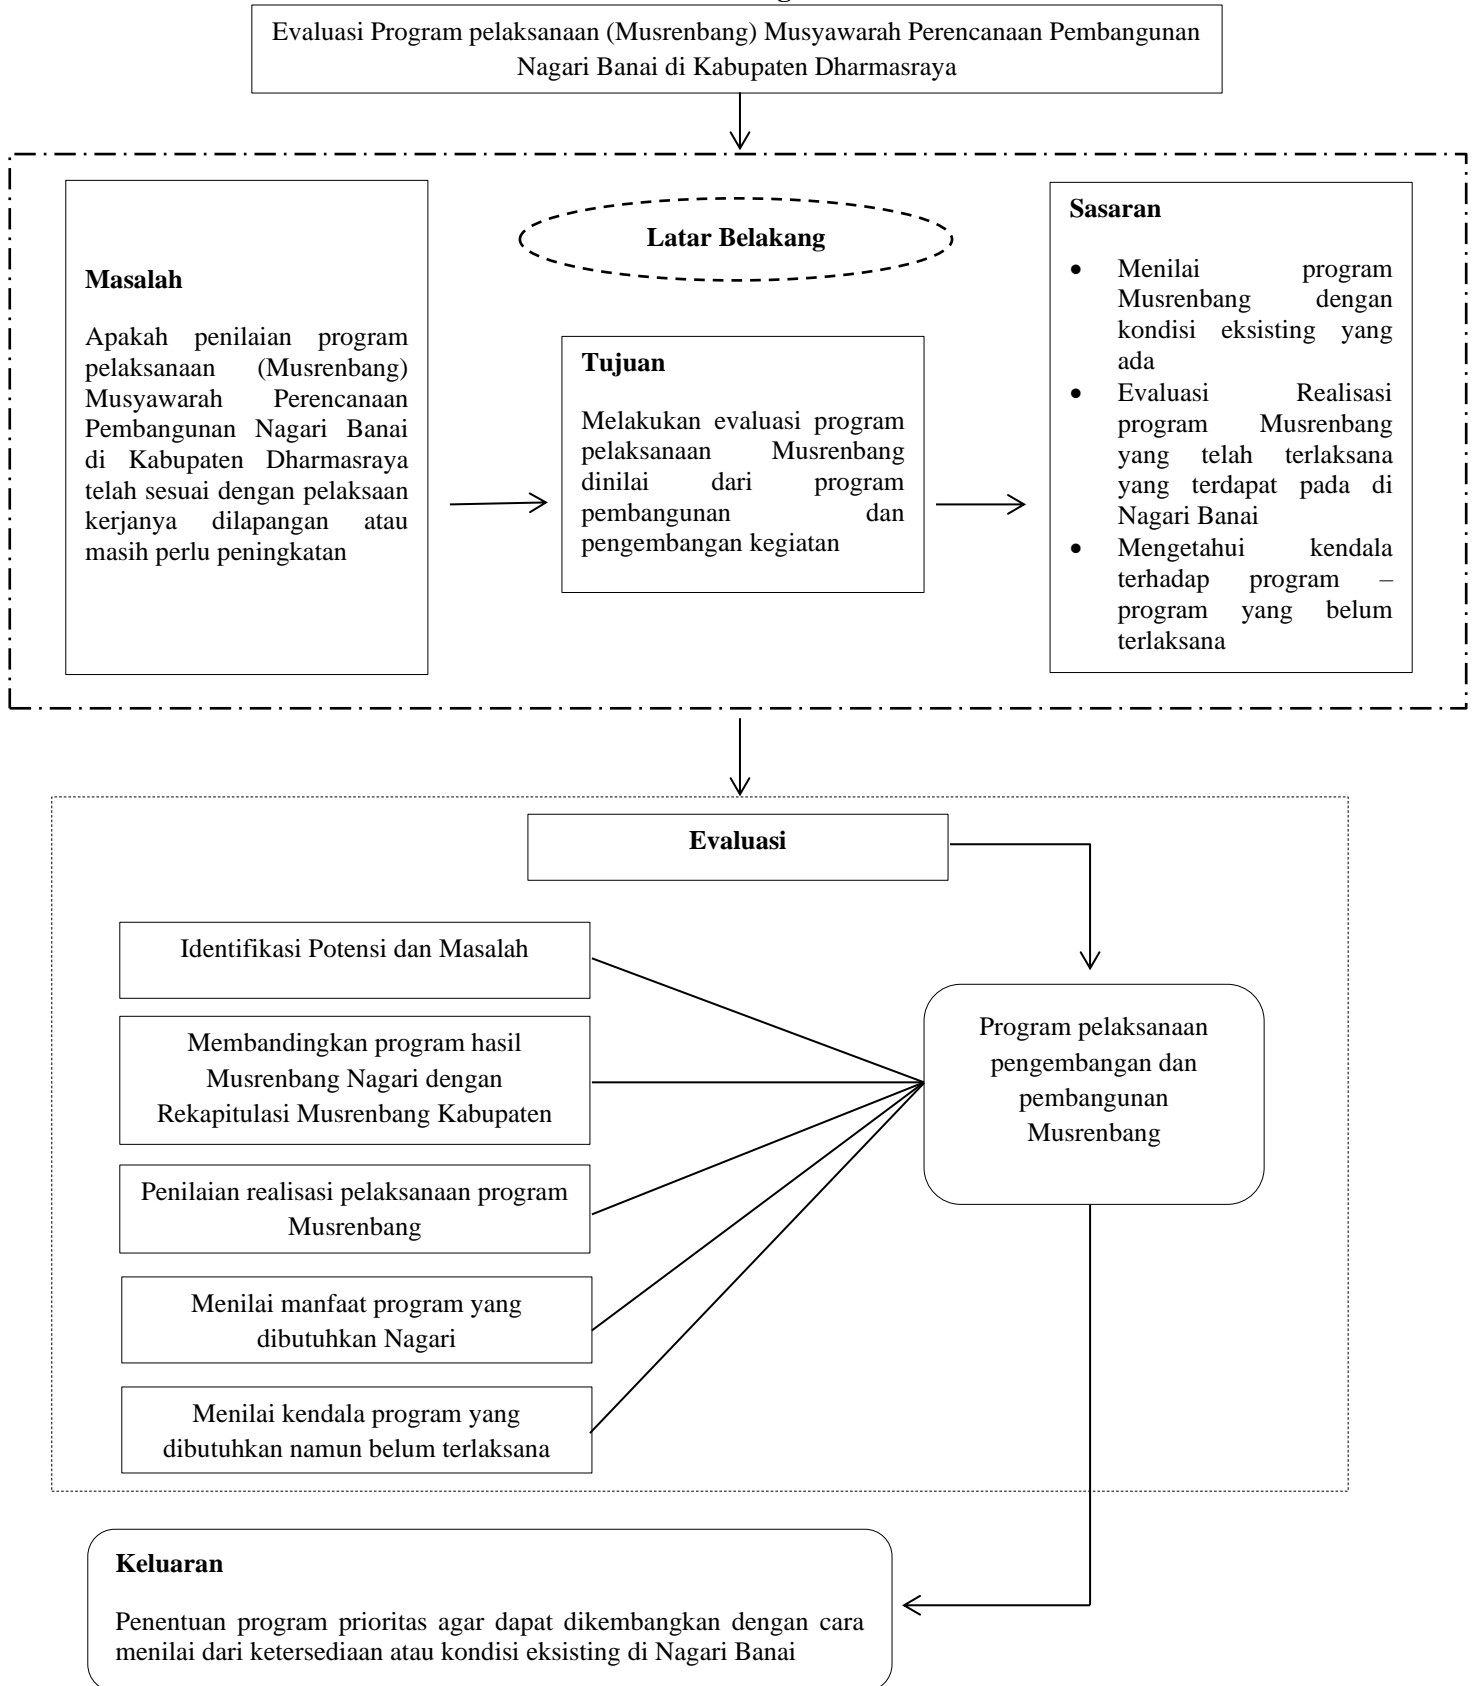 Evaluasi Program pelaksanaan (Musrenbang) Musyawarah Perencanaan Pembangunan
Nagari Banai di Kabupaten Dharmasraya
Latar Belakang
Masalah
Apakah penilaian program
pelaksanaan (Musrenbang)
Musyawarah Perencanaan
Pembangunan Nagari Banai
di Kabupaten Dharmasraya
telah sesuai dengan pelaksaan
kerjanya dilapangan atau
masih perlu peningkatan
Tujuan
Melakukan evaluasi program
pelaksanaan Musrenbang
dinilai dari program
pembangunan dan
pengembangan kegiatan
Sasaran
• Menilai program
Musrenbang dengan
kondisi eksisting yang
ada
• Evaluasi Realisasi
program Musrenbang
yang telah terlaksana
yang terdapat pada di
Nagari Banai
• Mengetahui kendala
terhadap program –
program yang belum
terlaksana
Evaluasi
Identifikasi Potensi dan Masalah
Membandingkan program hasil
Musrenbang Nagari dengan
Rekapitulasi Musrenbang Kabupaten
Penilaian realisasi pelaksanaan program
Musrenbang
Menilai manfaat program yang
dibutuhkan Nagari
Menilai kendala program yang
dibutuhkan namun belum terlaksana
Program pelaksanaan
pengembangan dan
pembangunan
Musrenbang
Keluaran
Penentuan program prioritas agar dapat dikembangkan dengan cara
menilai dari ketersediaan atau kondisi eksisting di Nagari Banai